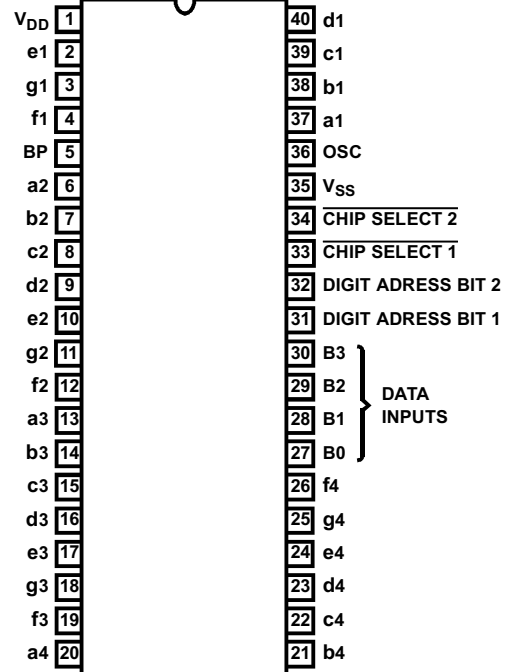 VDD 1 40 d1
e1 2 39 c1
g1 3 38 b1
f1 4 37 a1
BP 5 36 OSC
a2 6 35 VSS
b2 7 34 CHIP SELECT 2
c2 8 33 CHIP SELECT 1
d2 9 32 DIGIT ADRESS BIT 2
e2 10 31 DIGIT ADRESS BIT 1
g2 11 30 B3
f2 12 29 B2 DATA
a3 13 28 B1 INPUTS
b3 14 27 B0
c3 15 26 f4
d3 16 25 g4
e3 17 24 e4
g3 18 23 d4
f3 19 22 c4
a4 20 21 b4